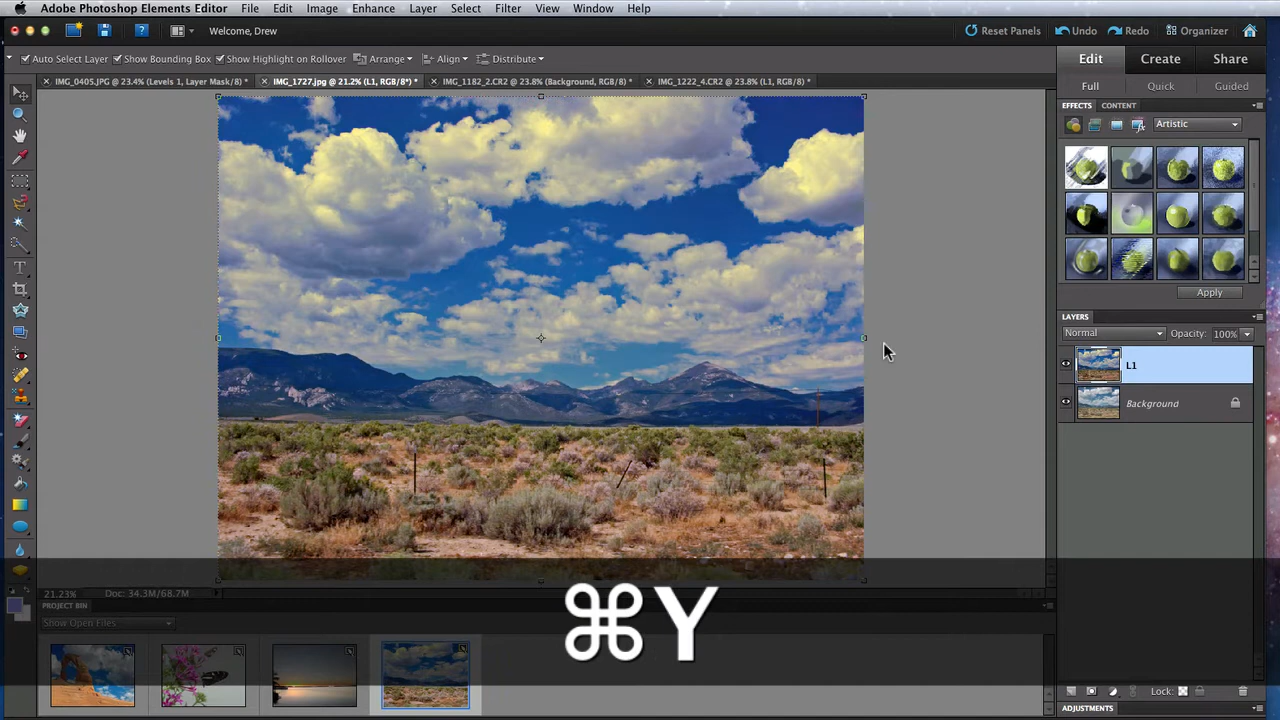 Adobe Photoshop Elements Editor File Edit Image Enhance Layer Select Filter View Window Help
Welcome, Drew Reset Panels Undo Redo Organizer
Auto Select Layer Show Bounding Box Show Highlight on Rollover Arrange Align Distribute
Edit Create Share
IMG_0405.JPG @ 23.4% (Levels 1, Layer Mask/8) * IMG_1727.jpg @ 21.2% (L1, RGB/8*) * IMG_1182_2.CR2 @ 23.8% (Background, RGB/8) * IMG_1222_4.CR2 @ 23.8% (L1, RGB/8) *
Full Quick Guided
EFFECTS CONTENT
Artistic
Apply
LAYERS
Normal Opacity: 100%
L1
Background
21.23% Doc: 34.3M/68.7M
PROJECT BIN
Show Open Files
⌘Y
Lock:
ADJUSTMENTS